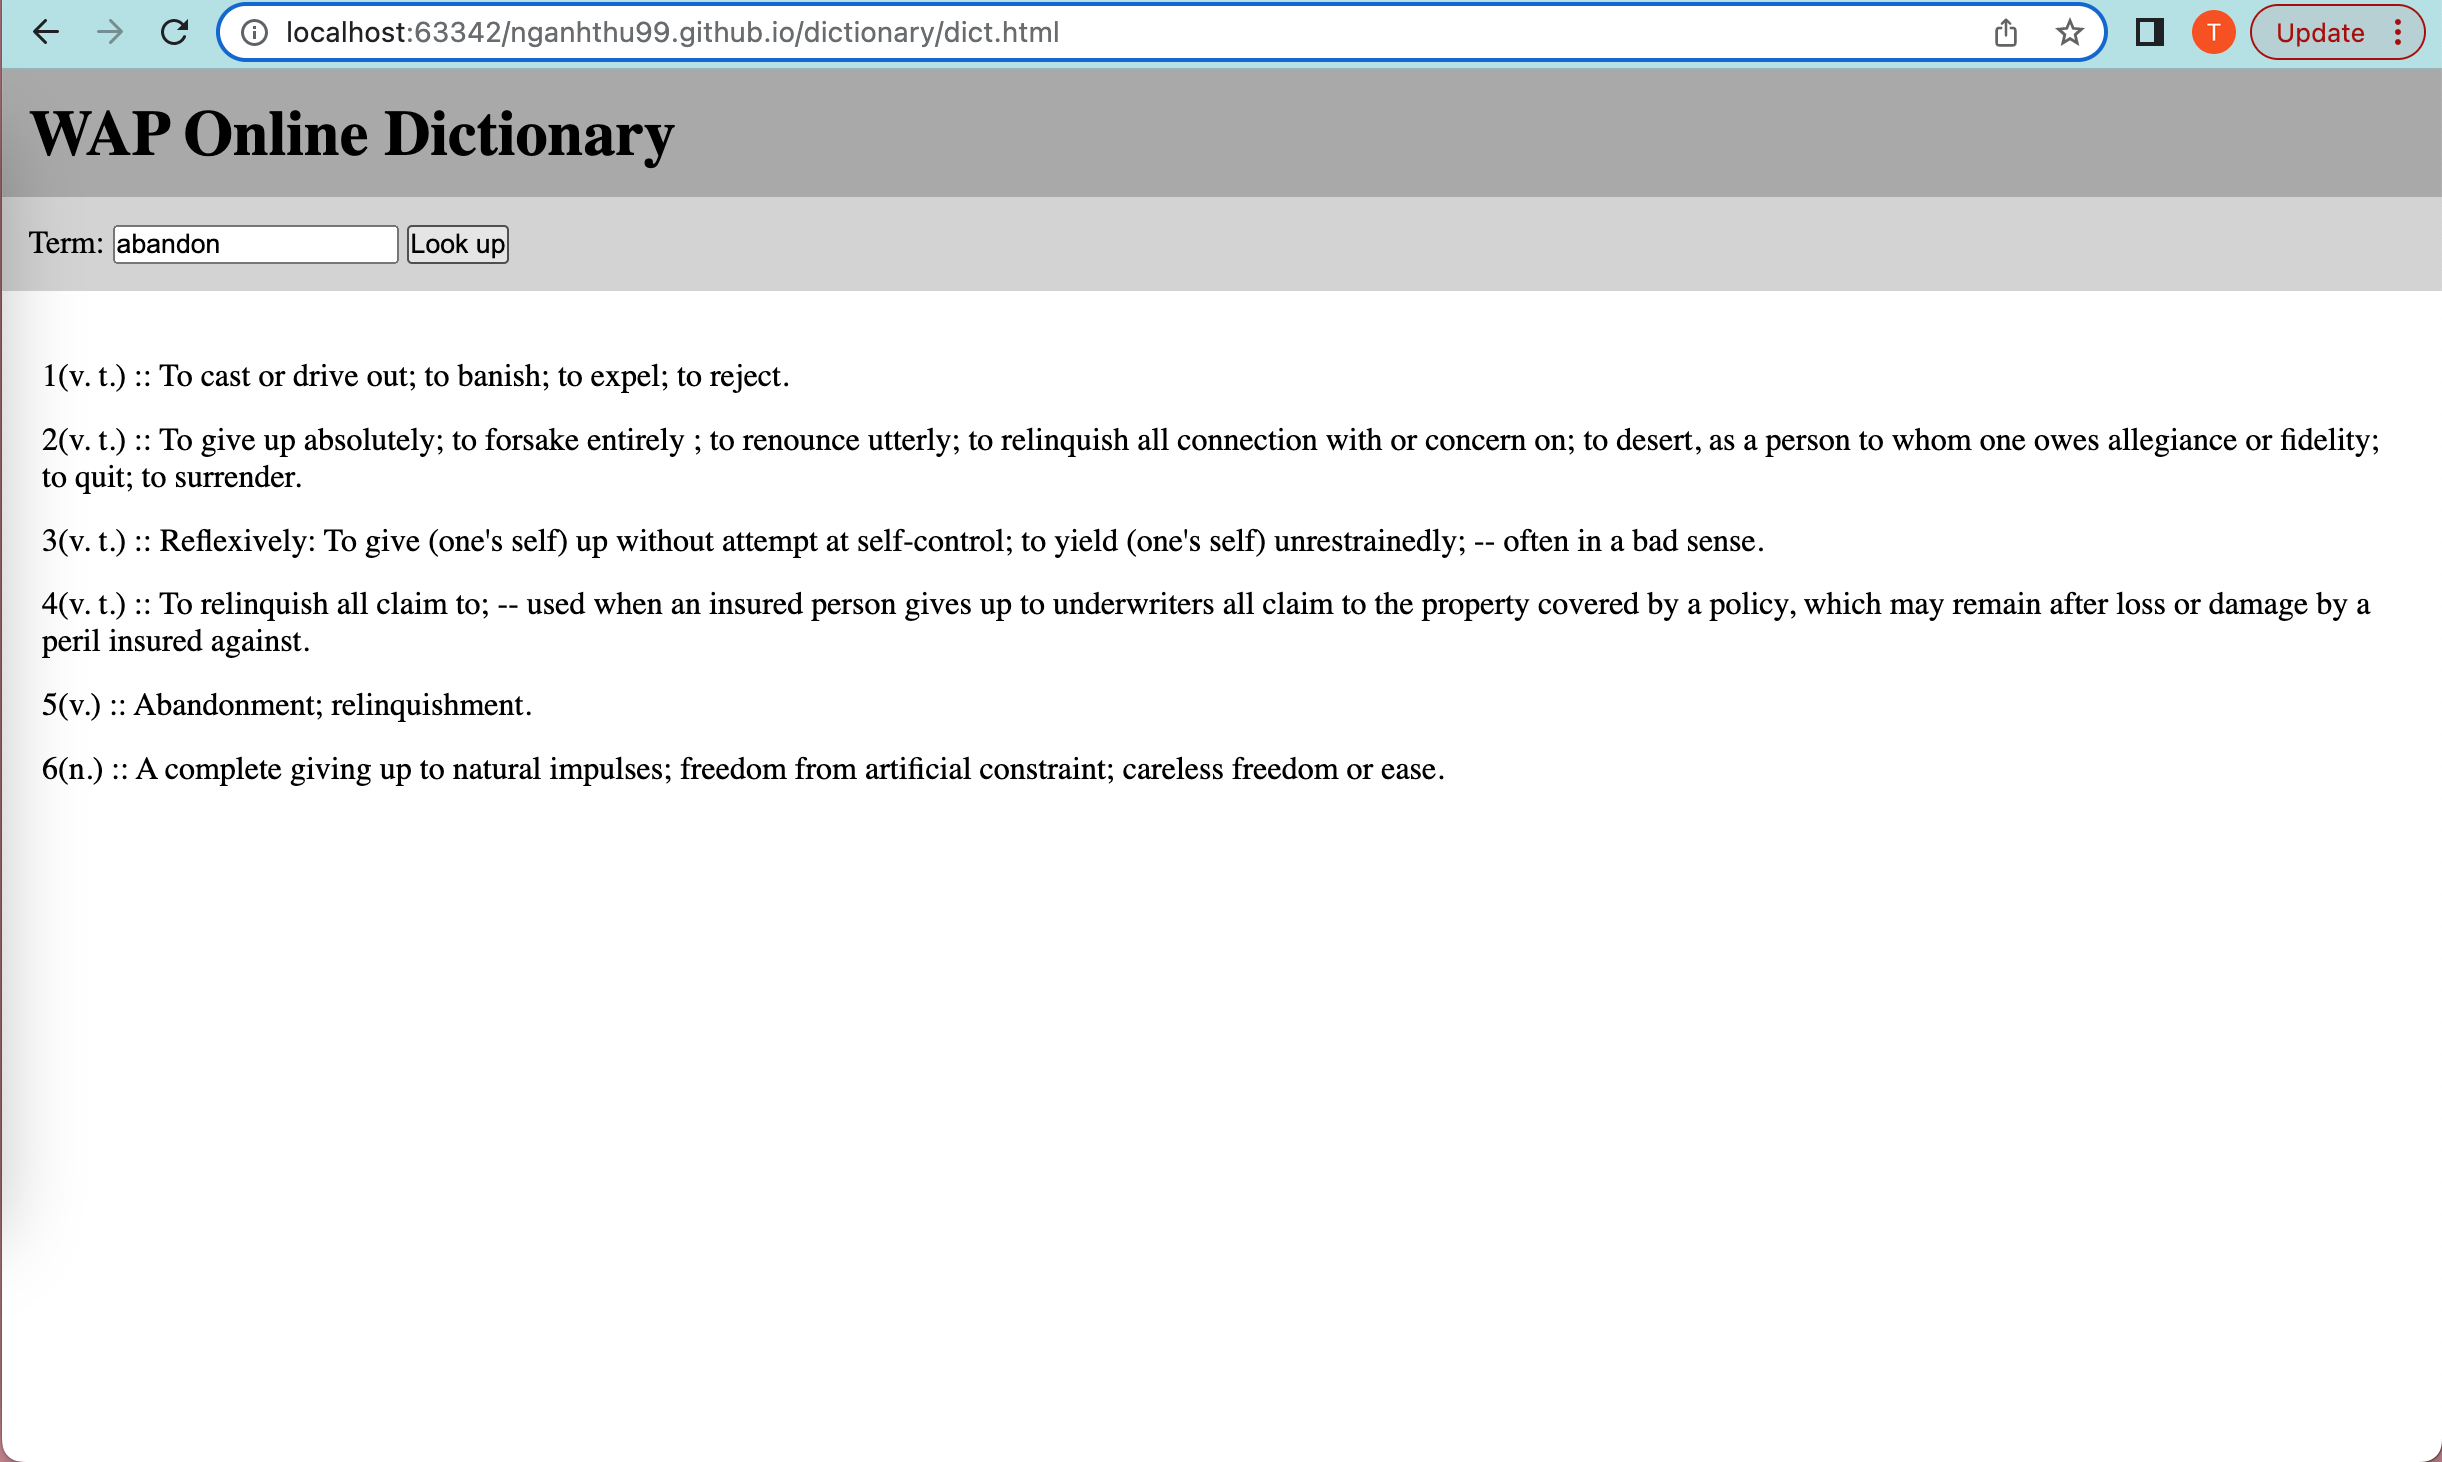 localhost:63342/nganhthu99.github.io/dictionary/dict.html
T
Update
WAP Online Dictionary
Term: abandon Look up
1(v. t.) :: To cast or drive out; to banish; to expel; to reject.
2(v. t.) :: To give up absolutely; to forsake entirely ; to renounce utterly; to relinquish all connection with or concern on; to desert, as a person to whom one owes allegiance or fidelity;
to quit; to surrender.
3(v. t.) :: Reflexively: To give (one's self) up without attempt at self-control; to yield (one's self) unrestrainedly; -- often in a bad sense.
4(v. t.) :: To relinquish all claim to; -- used when an insured person gives up to underwriters all claim to the property covered by a policy, which may remain after loss or damage by a
peril insured against.
5(v.) :: Abandonment; relinquishment.
6(n.) :: A complete giving up to natural impulses; freedom from artificial constraint; careless freedom or ease.